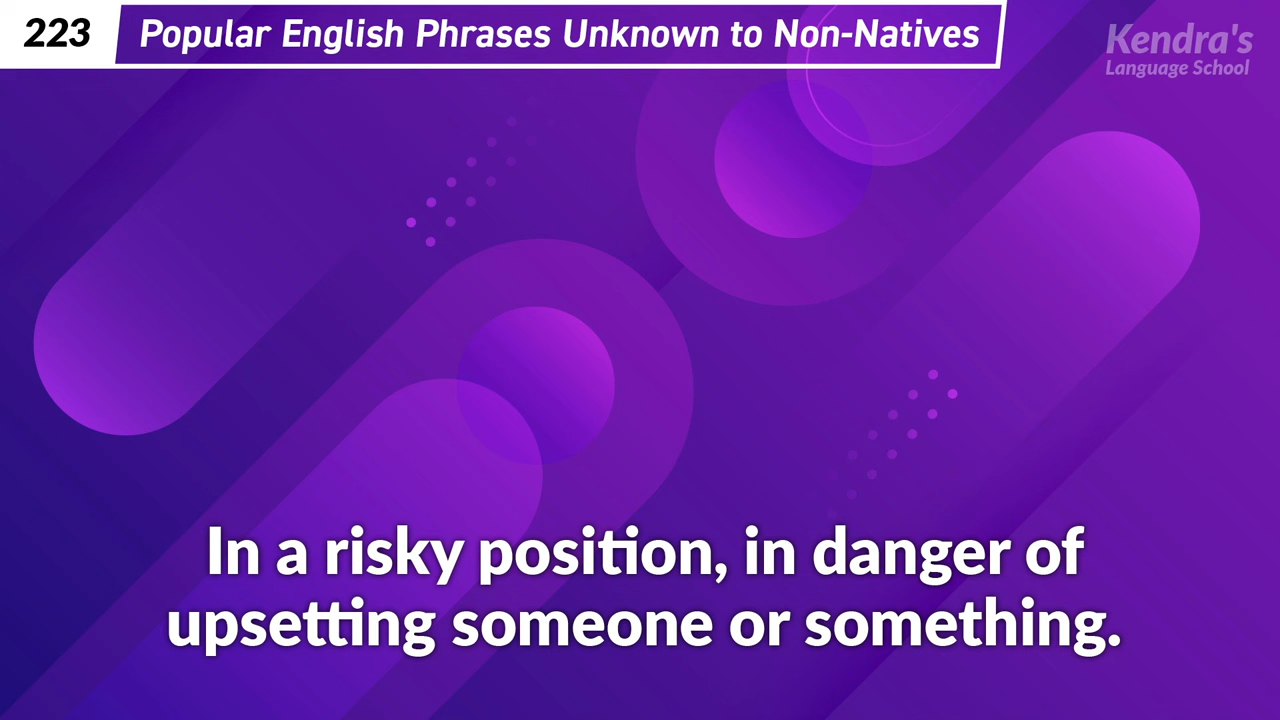 223
Popular English Phrases Unknown to Non-Natives
Kendra's
Language School
In a risky position, in danger of
upsetting someone or something.